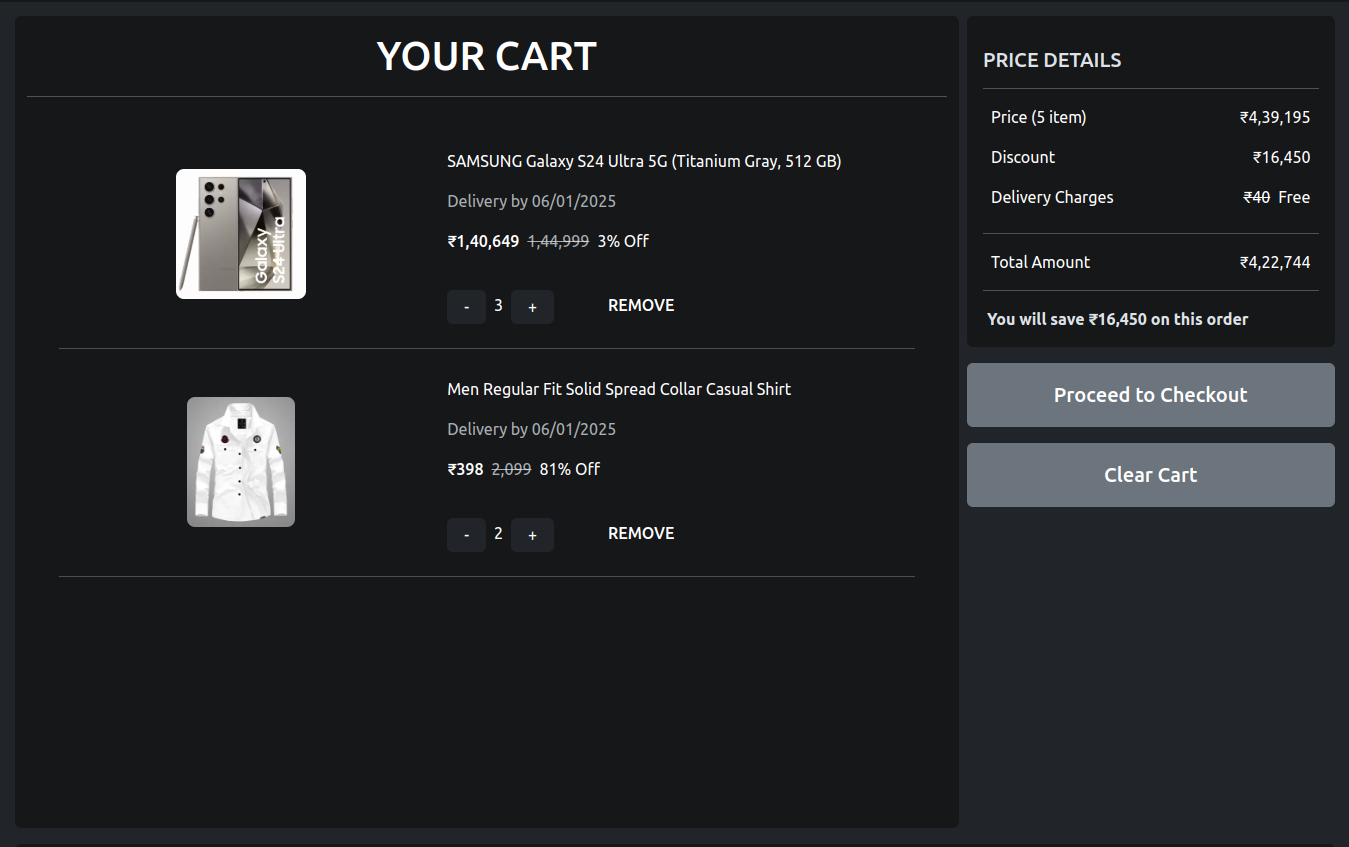 YOUR CART
SAMSUNG Galaxy S24 Ultra 5G (Titanium Gray, 512 GB)
Delivery by 06/01/2025
₹1,40,649 1,44,999 3% Off
- 3 + REMOVE
Galaxy
S24 Ultra
Men Regular Fit Solid Spread Collar Casual Shirt
Delivery by 06/01/2025
₹398 2,099 81% Off
- 2 + REMOVE
PRICE DETAILS
Price (5 item) ₹4,39,195
Discount ₹16,450
Delivery Charges ₹40 Free
Total Amount ₹4,22,744
You will save ₹16,450 on this order
Proceed to Checkout
Clear Cart